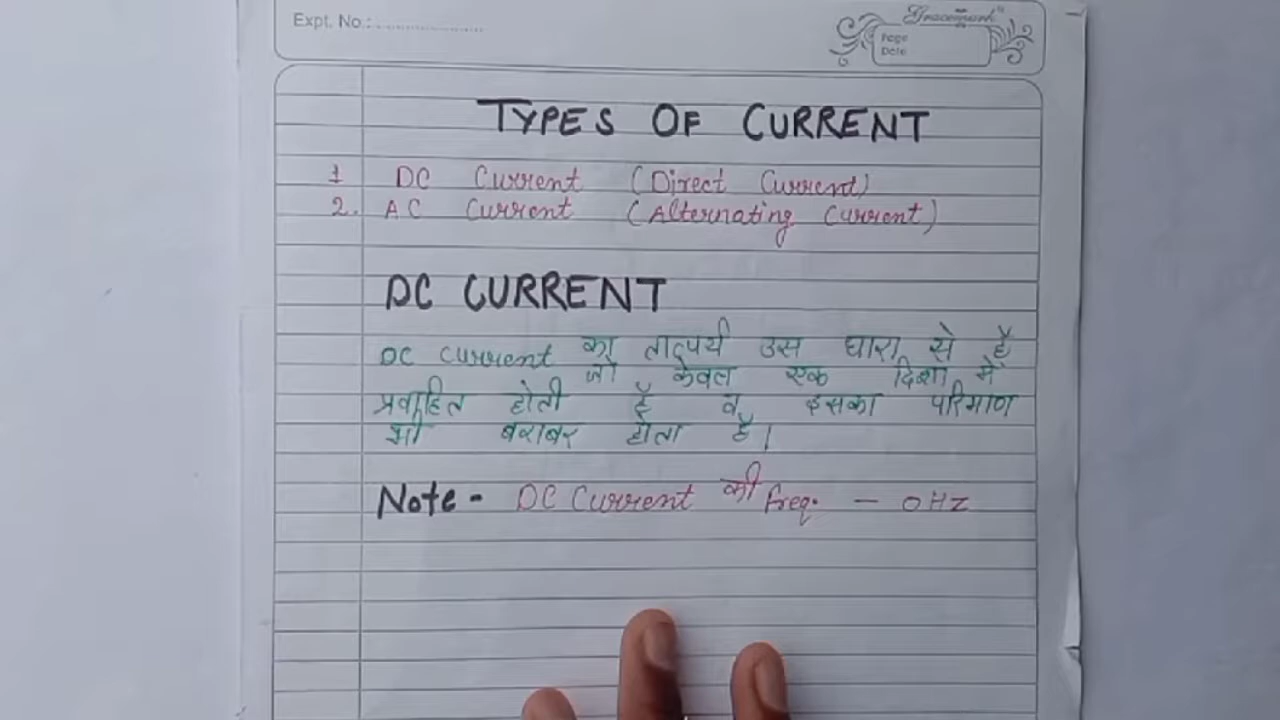 Expt. No.:
Gracemark
Page
Date
TYPES OF CURRENT
1 DC Current (Direct Current)
2. AC Current (Alternating Current)
DC CURRENT
DC Current का तात्पर्य उस धारा से है
जो केवल एक दिशा में
प्रवाहित होती है व इसका परिमाण
भी बराबर होता है।
Note - DC Current की freq. - 0HZ